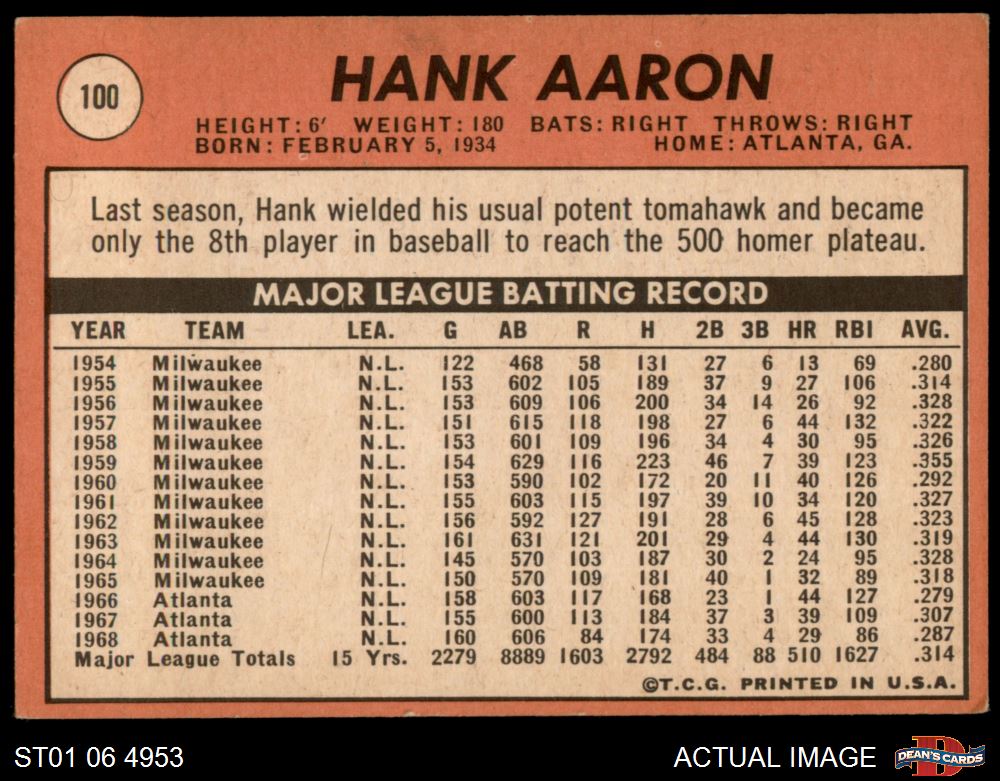 100
HANK AARON
HEIGHT: 6' WEIGHT: 180 BATS: RIGHT THROWS: RIGHT
BORN: FEBRUARY 5, 1934 HOME: ATLANTA, GA.
Last season, Hank wielded his usual potent tomahawk and became
only the 8th player in baseball to reach the 500 homer plateau.
MAJOR LEAGUE BATTING RECORD
YEAR TEAM LEA. G AB R H 2B 3B HR RBI AVG.
1954 Milwaukee N.L. 122 468 58 131 27 6 13 69 .280
1955 Milwaukee N.L. 153 602 105 189 37 9 27 106 .314
1956 Milwaukee N.L. 153 609 106 200 34 14 26 92 .328
1957 Milwaukee N.L. 151 615 118 198 27 6 44 132 .322
1958 Milwaukee N.L. 153 601 109 196 34 4 30 95 .326
1959 Milwaukee N.L. 154 629 116 223 46 7 39 123 .355
1960 Milwaukee N.L. 153 590 102 172 20 11 40 126 .292
1961 Milwaukee N.L. 155 603 115 197 39 10 34 120 .327
1962 Milwaukee N.L. 156 592 127 191 28 6 45 128 .323
1963 Milwaukee N.L. 161 631 121 201 29 4 44 130 .319
1964 Milwaukee N.L. 145 570 103 187 30 2 24 95 .328
1965 Milwaukee N.L. 150 570 109 181 40 1 32 89 .318
1966 Atlanta N.L. 158 603 117 168 23 1 44 127 .279
1967 Atlanta N.L. 155 600 113 184 37 3 39 109 .307
1968 Atlanta N.L. 160 606 84 174 33 4 29 86 .287
Major League Totals 15 Yrs. 2279 8889 1603 2792 484 88 510 1627 .314
©T.C.G. PRINTED IN U.S.A.
ST01 06 4953 ACTUAL IMAGE D DEAN'S CARDS